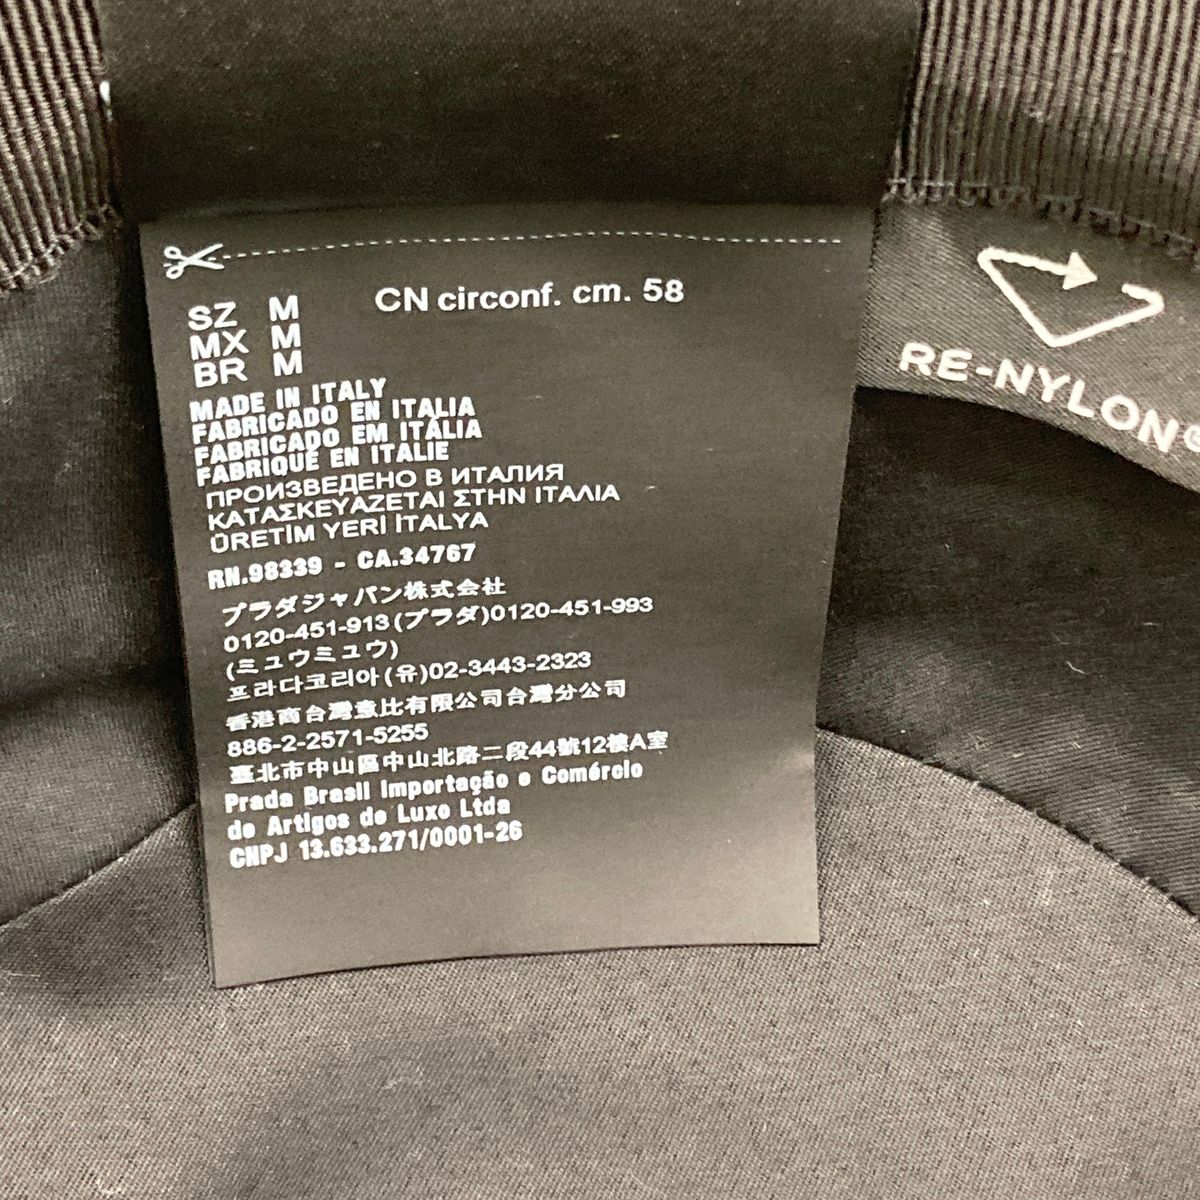 SZ M CN circonf. cm. 58
MX M
BR M
MADE IN ITALY
FABRICADO EN ITALIA
FABRICADO EM ITÁLIA
FABRIQUÉ EN ITALIE
ПРОИЗВЕДЕНО В ИТАЛИЯ
ΚΑΤΑΣΚΕΥΑΖΕΤΑΙ ΣΤΗΝ ΙΤΑΛΙΑ
ÜRETİM YERİ İTALYA
RN.98339 - CA.34767
プラダジャパン株式会社
0120-451-913(プラダ)0120-451-993
(ミュウミュウ)
프라다코리아(유)02-3443-2323
香港商台灣意比有限公司台灣分公司
886-2-2571-5255
臺北市中山區中山北路二段44號12樓A室
Prada Brasil Importação e Comércio
de Artigos de Luxo Ltda
CNPJ 13.633.271/0001-26
RE-NYLON®